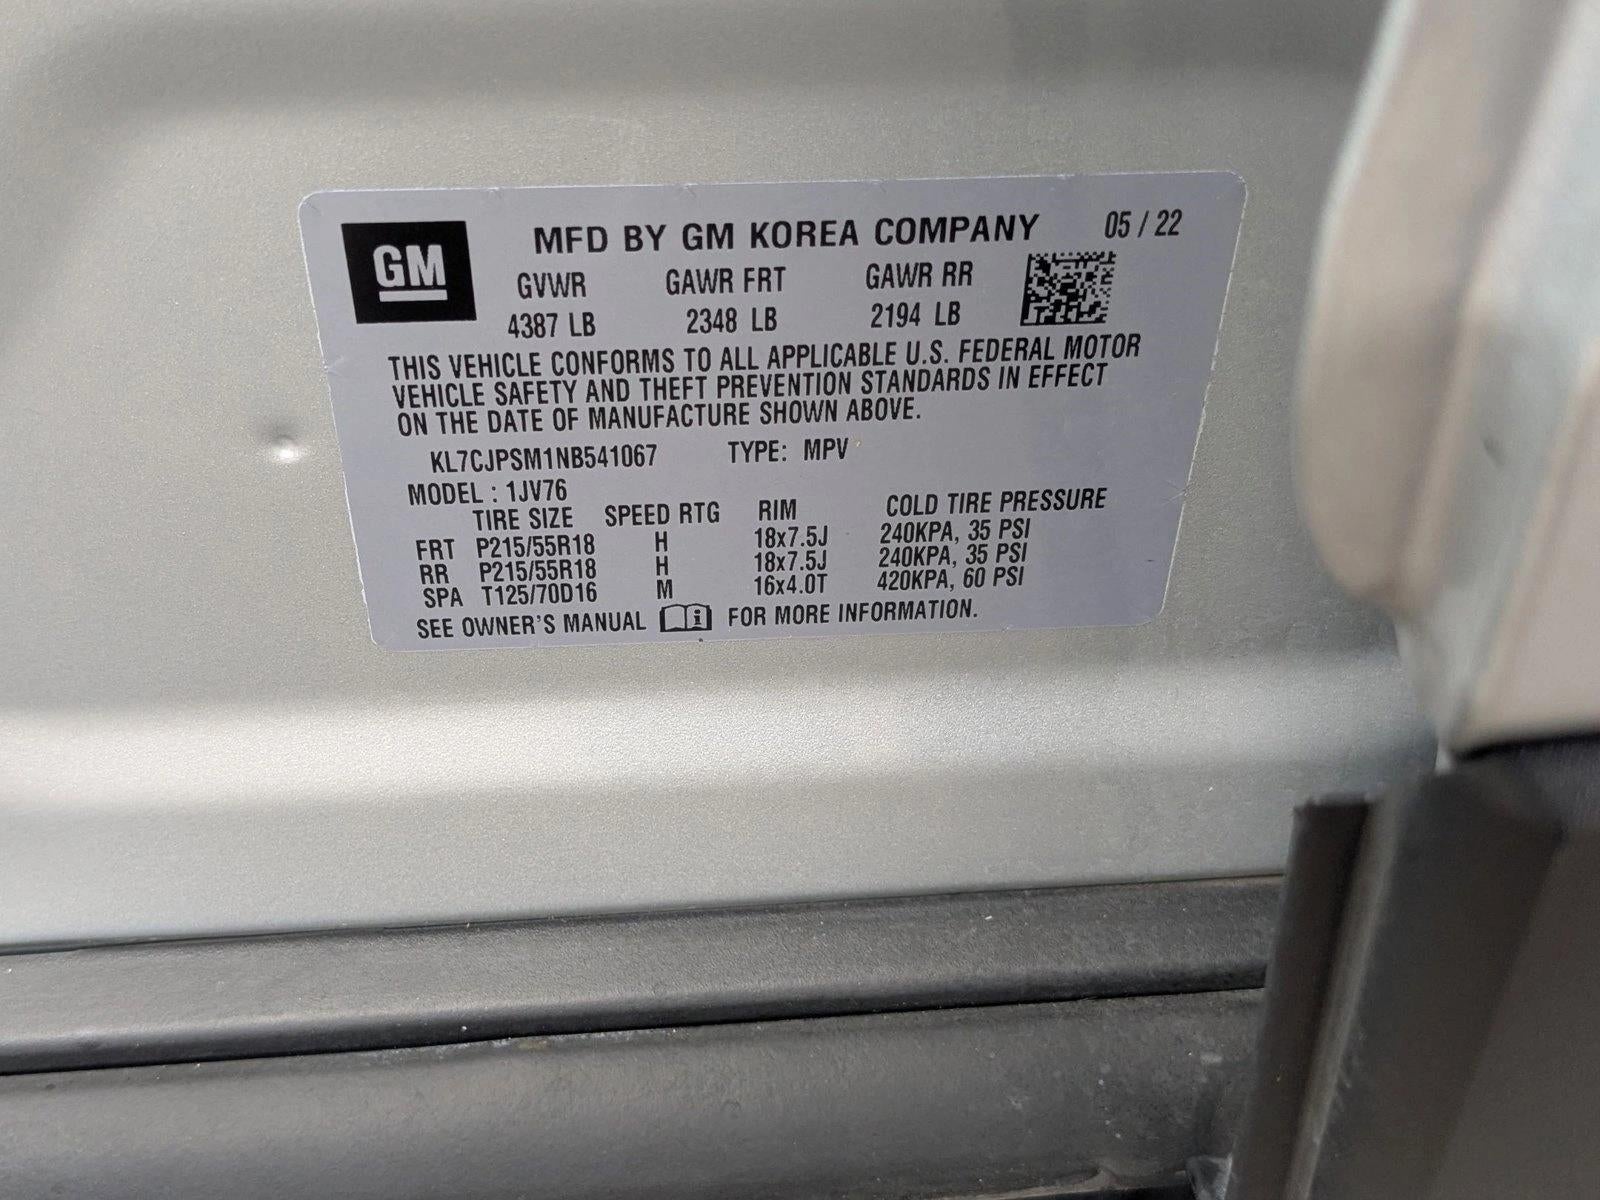 GM
MFD BY GM KOREA COMPANY 05 / 22
GVWR GAWR FRT GAWR RR
4387 LB 2348 LB 2194 LB
THIS VEHICLE CONFORMS TO ALL APPLICABLE U.S. FEDERAL MOTOR
VEHICLE SAFETY AND THEFT PREVENTION STANDARDS IN EFFECT
ON THE DATE OF MANUFACTURE SHOWN ABOVE.
KL7CJPSM1NB541067 TYPE: MPV
MODEL : 1JV76
TIRE SIZE SPEED RTG RIM COLD TIRE PRESSURE
FRT P215/55R18 H 18x7.5J 240KPA, 35 PSI
RR P215/55R18 H 18x7.5J 240KPA, 35 PSI
SPA T125/70D16 M 16x4.0T 420KPA, 60 PSI
SEE OWNER'S MANUAL i FOR MORE INFORMATION.